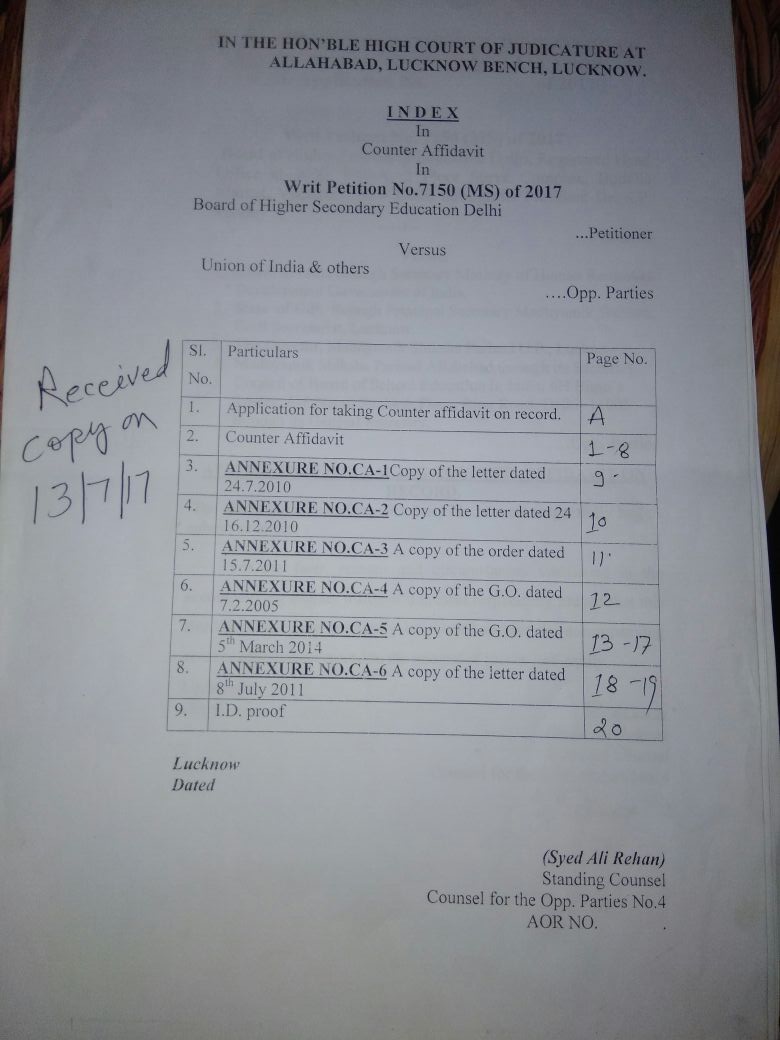 IN THE HON'BLE HIGH COURT OF JUDICATURE AT
ALLAHABAD, LUCKNOW BENCH, LUCKNOW.
INDEX
In
Counter Affidavit
In
Writ Petition No.7150 (MS) of 2017
Board of Higher Secondary Education Delhi
...Petitioner
Versus
Union of India & others
....Opp. Parties
Received
copy on
13/7/17
Sl. No. Particulars Page No.
1. Application for taking Counter affidavit on record. A
2. Counter Affidavit 1-8
3. ANNEXURE NO.CA-1Copy of the letter dated 9
24.7.2010
4. ANNEXURE NO.CA-2 Copy of the letter dated 24 10
16.12.2010
5. ANNEXURE NO.CA-3 A copy of the order dated 11
15.7.2011
6. ANNEXURE NO.CA-4 A copy of the G.O. dated 12
7.2.2005
7. ANNEXURE NO.CA-5 A copy of the G.O. dated 13-17
5th March 2014
8. ANNEXURE NO.CA-6 A copy of the letter dated 18-19
8th July 2011
9. I.D. proof 20
Lucknow
Dated
(Syed Ali Rehan)
Standing Counsel
Counsel for the Opp. Parties No.4
AOR NO. .